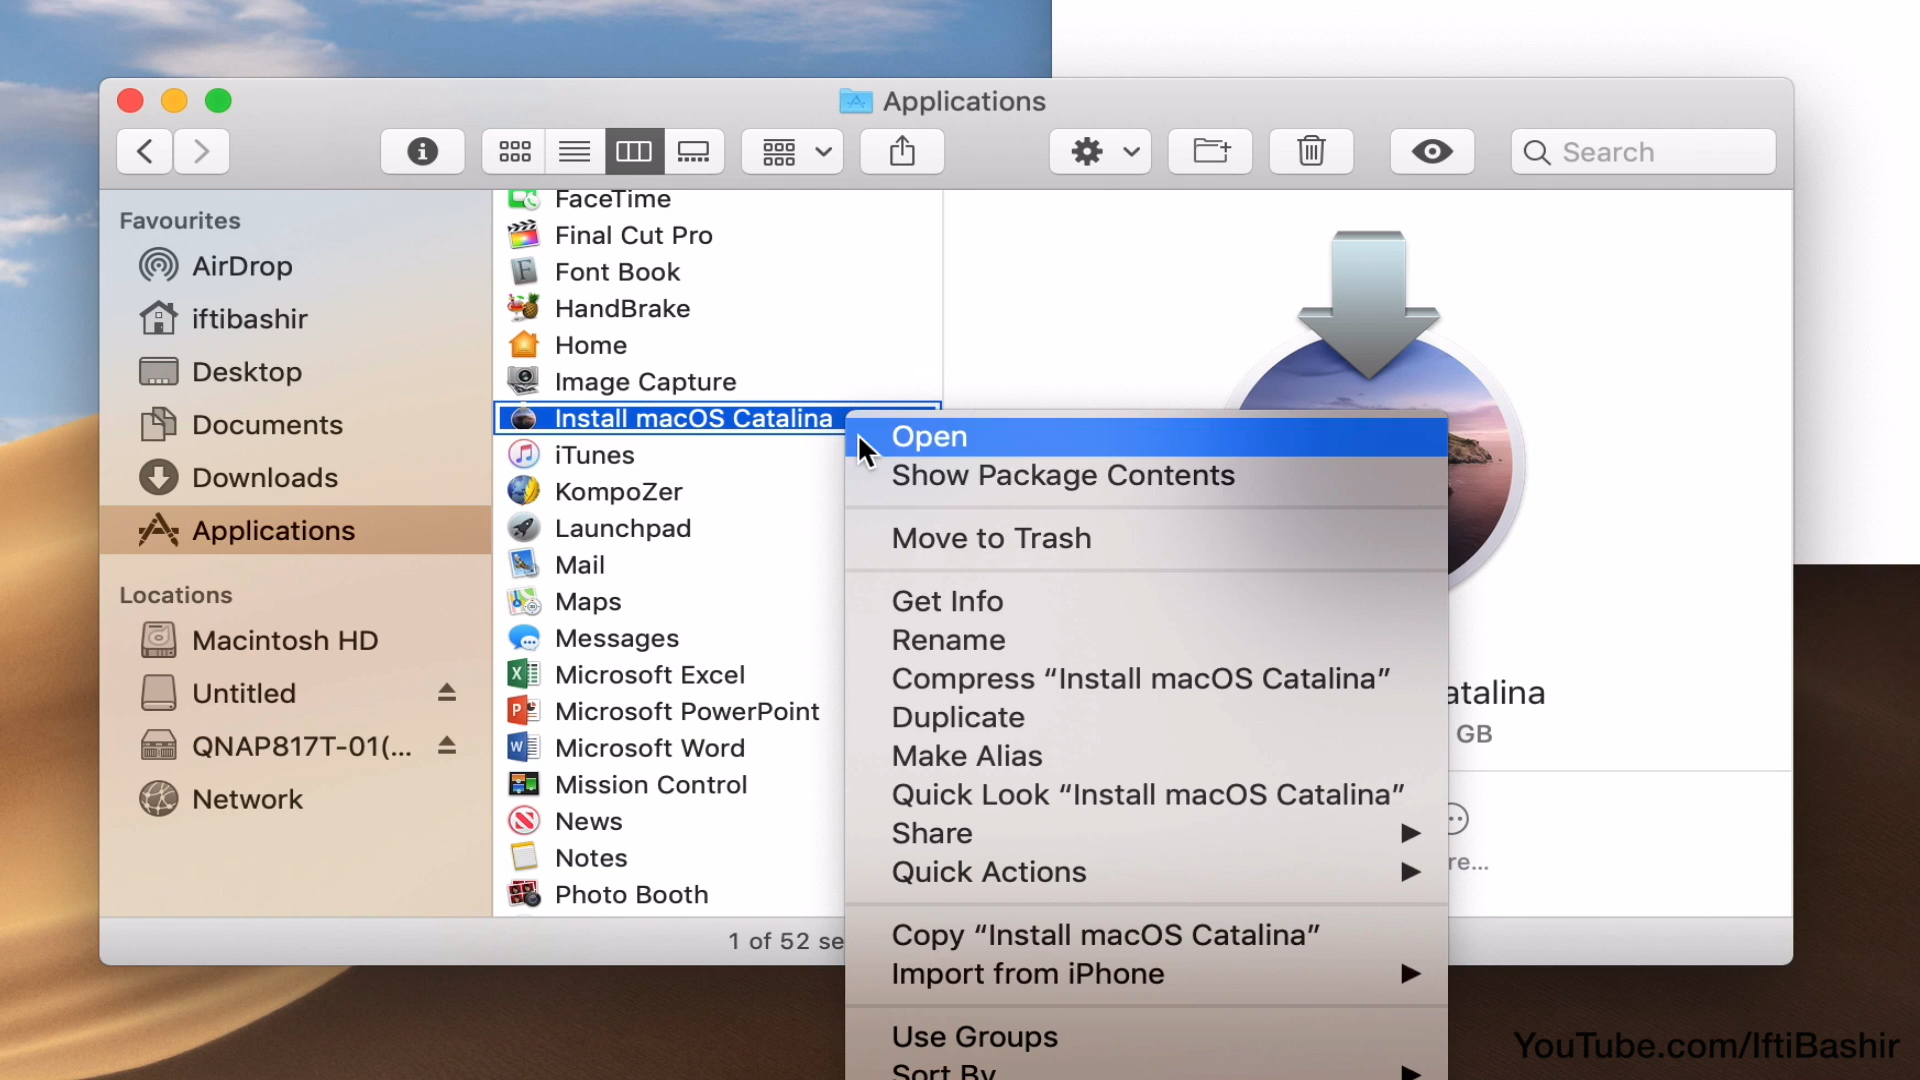 Applications
Search
Favourites
AirDrop
iftibashir
Desktop
Documents
Downloads
Applications
Locations
Macintosh HD
Untitled
QNAP817T-01(...
Network
FaceTime
Final Cut Pro
Font Book
HandBrake
Home
Image Capture
Install macOS Catalina
iTunes
KompoZer
Launchpad
Mail
Maps
Messages
Microsoft Excel
Microsoft PowerPoint
Microsoft Word
Mission Control
News
Notes
Photo Booth
Open
Show Package Contents
Move to Trash
Get Info
Rename
Compress “Install macOS Catalina”
Duplicate
Make Alias
Quick Look “Install macOS Catalina”
Share
Quick Actions
Copy “Install macOS Catalina”
Import from iPhone
Use Groups
Sort By
atalina
GB
re...
1 of 52 se
YouTube.com/IftiBashir